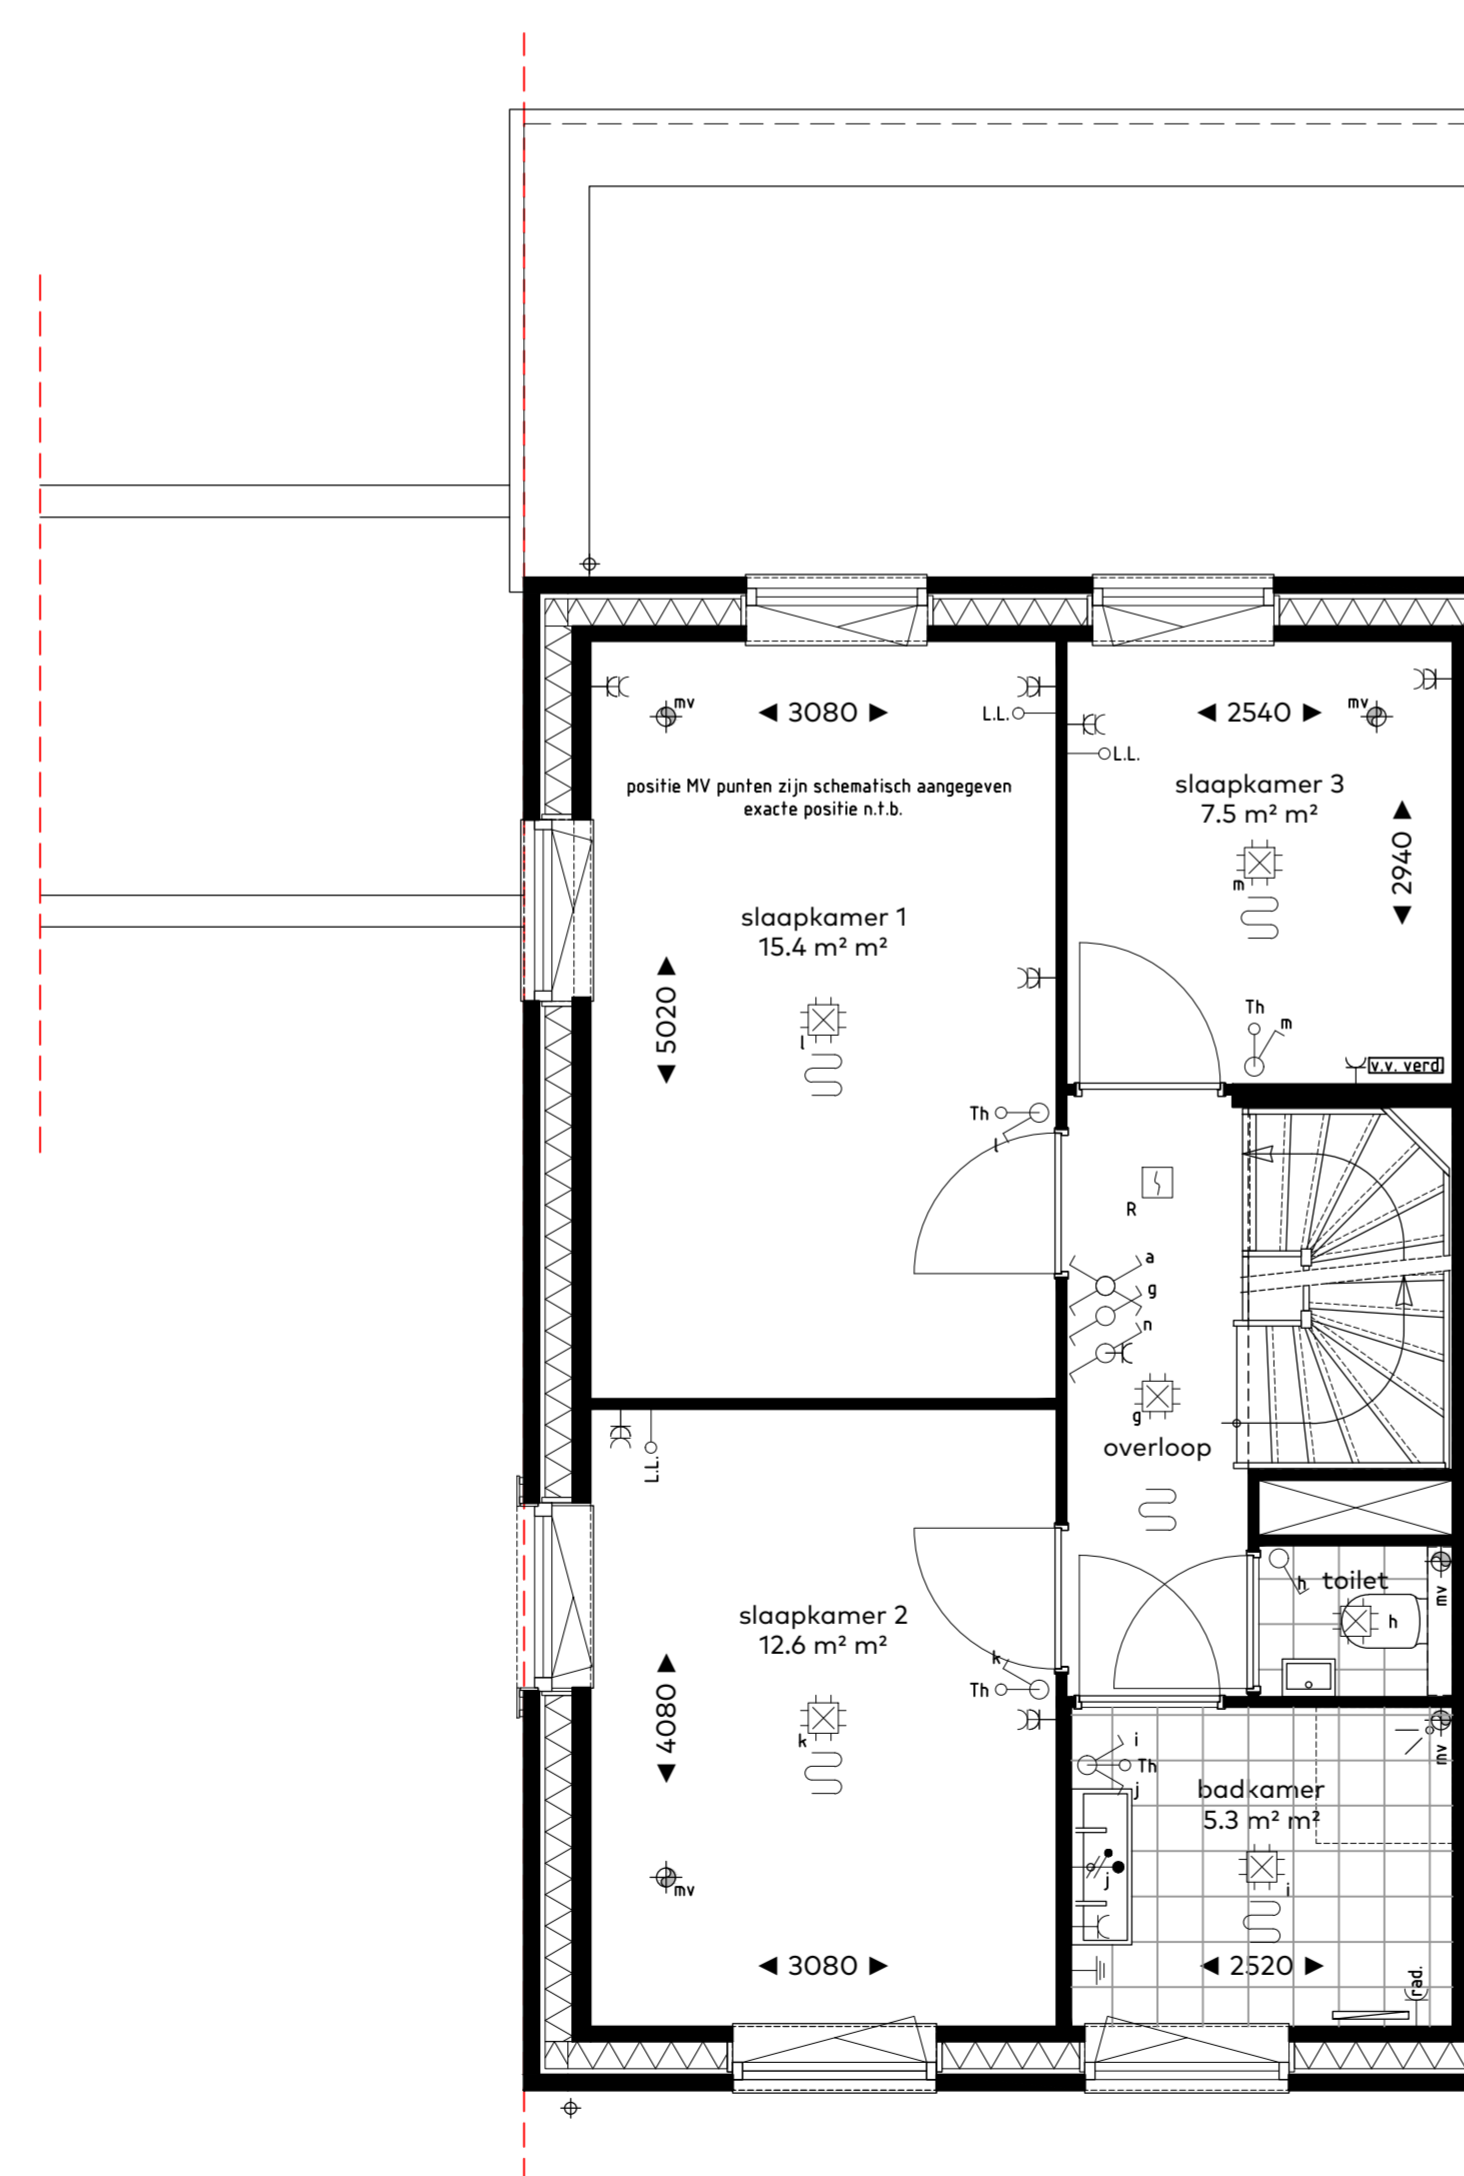 mv
3080
L.L.
2540
mv
L.L.
positie MV punten zijn schematisch aangegeven
exacte positie n.t.b.
slaapkamer 3
7.5 m² m²
2940
m
slaapkamer 1
15.4 m² m²
5020
l
Th
m
v.v. verd.
Th
l
R
a
g
n
g
overloop
L.L.
slaapkamer 2
12.6 m² m²
4080
k
Th
k
mv
3080
h
toilet
h
mv
i
Th
j
mv
badkamer
5.3 m² m²
j
i
2520
rad.